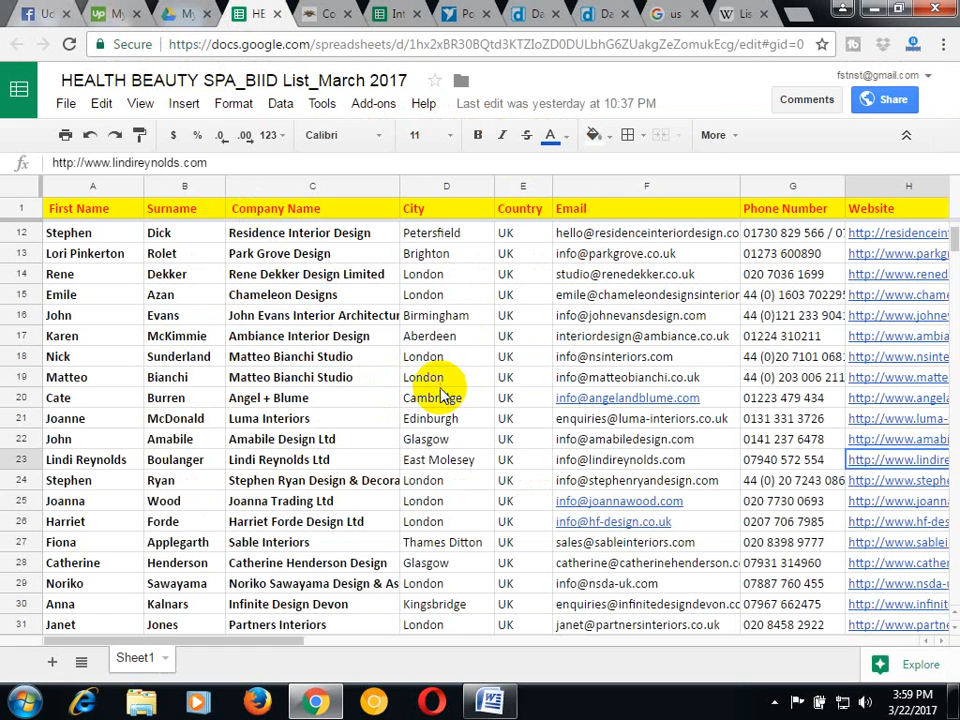 Uc
My
My
HE
Co
Int
Po
Da
Da
us
Lis
Secure https://docs.google.com/spreadsheets/d/1hx2xBR30BQtd3KTZIoZD0DULbhG6ZUakgZeZomukEcg/edit#gid=0
HEALTH BEAUTY SPA_BIID List_March 2017
fstnst@gmail.com
File Edit View Insert Format Data Tools Add-ons Help Last edit was yesterday at 10:37 PM
Comments Share
$ % .0 .00 123 Calibri 11 B I S A More
fx http://www.lindireynolds.com
A B C D E F G H
1 First Name Surname Company Name City Country Email Phone Number Website
12 Stephen Dick Residence Interior Design Petersfield UK hello@residenceinteriordesign.co 01730 829 566 / 07 http://residencein
13 Lori Pinkerton Rolet Park Grove Design Brighton UK info@parkgrove.co.uk 01273 600890 http://www.parkg
14 Rene Dekker Rene Dekker Design Limited London UK studio@renedekker.co.uk 020 7036 1699 http://www.rened
15 Emile Azan Chameleon Designs London UK emile@chameleondesignsinterior 44 (0) 1603 702295 http://www.chame
16 John Evans John Evans Interior Architectur Birmingham UK info@johnevansdesign.com 44 (0)121 233 9041 http://www.johnev
17 Karen McKimmie Ambiance Interior Design Aberdeen UK interiordesign@ambiance.co.uk 01224 310211 http://www.ambia
18 Nick Sunderland Matteo Bianchi Studio London UK info@nsinteriors.com 44 (0)20 7101 0681 http://www.nsinte
19 Matteo Bianchi Matteo Bianchi Studio London UK info@matteobianchi.co.uk 44 (0) 203 006 211 http://www.matte
20 Cate Burren Angel + Blume Cambridge UK info@angelandblume.com 01223 479 434 http://www.angela
21 Joanne McDonald Luma Interiors Edinburgh UK enquiries@luma-interiors.co.uk 0131 331 3726 http://www.luma-
22 John Amabile Amabile Design Ltd Glasgow UK info@amabiledesign.com 0141 237 6478 http://www.amabi
23 Lindi Reynolds Boulanger Lindi Reynolds Ltd East Molesey UK info@lindireynolds.com 07940 572 554 http://www.lindire
24 Stephen Ryan Stephen Ryan Design & Decora London UK info@stephenryandesign.com 44 (0) 20 7243 086 http://www.steph
25 Joanna Wood Joanna Trading Ltd London UK info@joannawood.com 020 7730 0693 http://www.joann
26 Harriet Forde Harriet Forde Design Ltd London UK info@hf-design.co.uk 0207 706 7985 http://www.hf-des
27 Fiona Applegarth Sable Interiors Thames Ditton UK sales@sableinteriors.com 020 8398 9777 http://www.sablei
28 Catherine Henderson Catherine Henderson Design Glasgow UK catherine@catherinehenderson.c 07931 314960 http://www.cathe
29 Noriko Sawayama Noriko Sawayama Design & As London UK info@nsda-uk.com 07887 760 455 http://www.nsda-
30 Anna Kalnars Infinite Design Devon Kingsbridge UK enquiries@infinitedesigndevon.co 07967 662475 http://www.infinit
31 Janet Jones Partners Interiors London UK janet@partnersinteriors.co.uk 020 8458 2922 http://www.partne
Sheet1
Explore
3:59 PM
3/22/2017